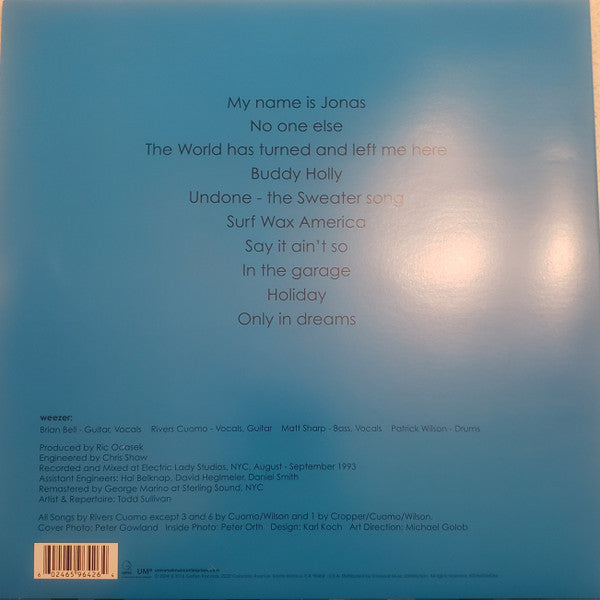 My name is Jonas
No one else
The World has turned and left me here
Buddy Holly
Undone - the Sweater song
Surf Wax America
Say it ain't so
In the garage
Holiday
Only in dreams
weezer:
Brian Bell - Guitar, Vocals Rivers Cuomo - Vocals, Guitar Matt Sharp - Bass, Vocals Patrick Wilson - Drums
Produced by Ric Ocasek
Engineered by Chris Shaw
Recorded and Mixed at Electric Lady Studios, NYC, August - September 1993
Assistant Engineers: Hal Belknap, David Heglmeier, Daniel Smith
Remastered by George Marino at Sterling Sound, NYC
Artist & Repertoire: Todd Sullivan
All Songs by Rivers Cuomo except 3 and 6 by Cuomo/Wilson and 1 by Cropper/Cuomo/Wilson.
Cover Photo: Peter Gowland Inside Photo: Peter Orth Design: Karl Koch Art Direction: Michael Golob
6 02465 96426 4